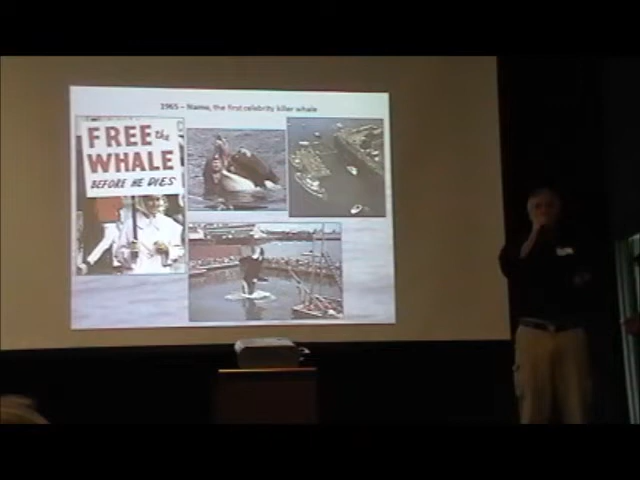 1965 – Namu, the first celebrity killer whale
FREE the
WHALE
BEFORE HE DIES